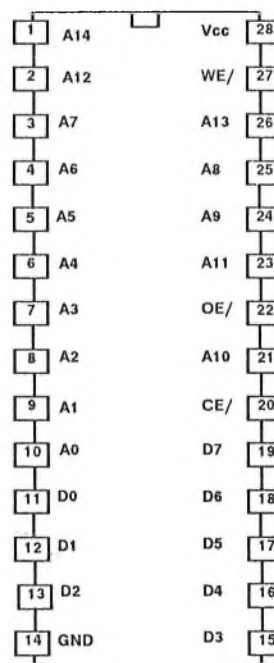 1 A14 Vcc 28
2 A12 WE/ 27
3 A7 A13 26
4 A6 A8 25
5 A5 A9 24
6 A4 A11 23
7 A3 OE/ 22
8 A2 A10 21
9 A1 CE/ 20
10 A0 D7 19
11 D0 D6 18
12 D1 D5 17
13 D2 D4 16
14 GND D3 15